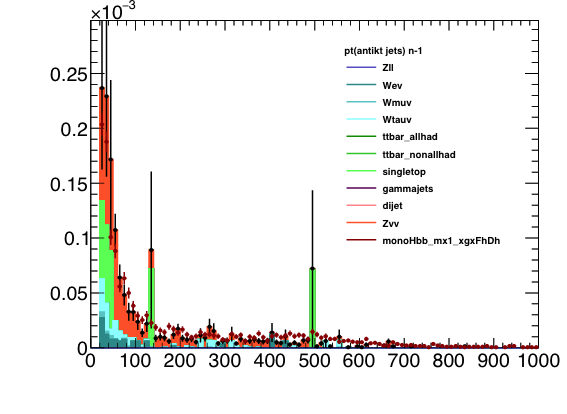 ×10⁻³
pt(antikt jets) n-1
Zll
Wev
Wmuv
Wtauv
ttbar_allhad
ttbar_nonallhad
singletop
gammajets
dijet
Zvv
monoHbb_mx1_xgxFhDh
0.25
0.2
0.15
0.1
0.05
0
0 100 200 300 400 500 600 700 800 900 1000